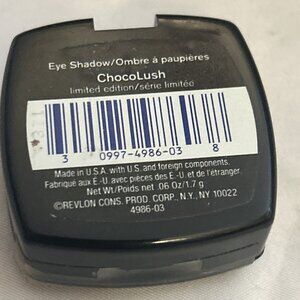 Eye Shadow/Ombre à paupières
ChocoLush
limited edition/série limitée
3 0997-4986-03 8
Made in U.S.A. with U.S. and foreign components.
Fabriqué aux É.-U. avec pièces des É.-U. et de l'étranger.
Net Wt/Poids net .06 Oz/1.7 g
©REVLON CONS. PROD. CORP., N.Y., NY 10022
4986-03